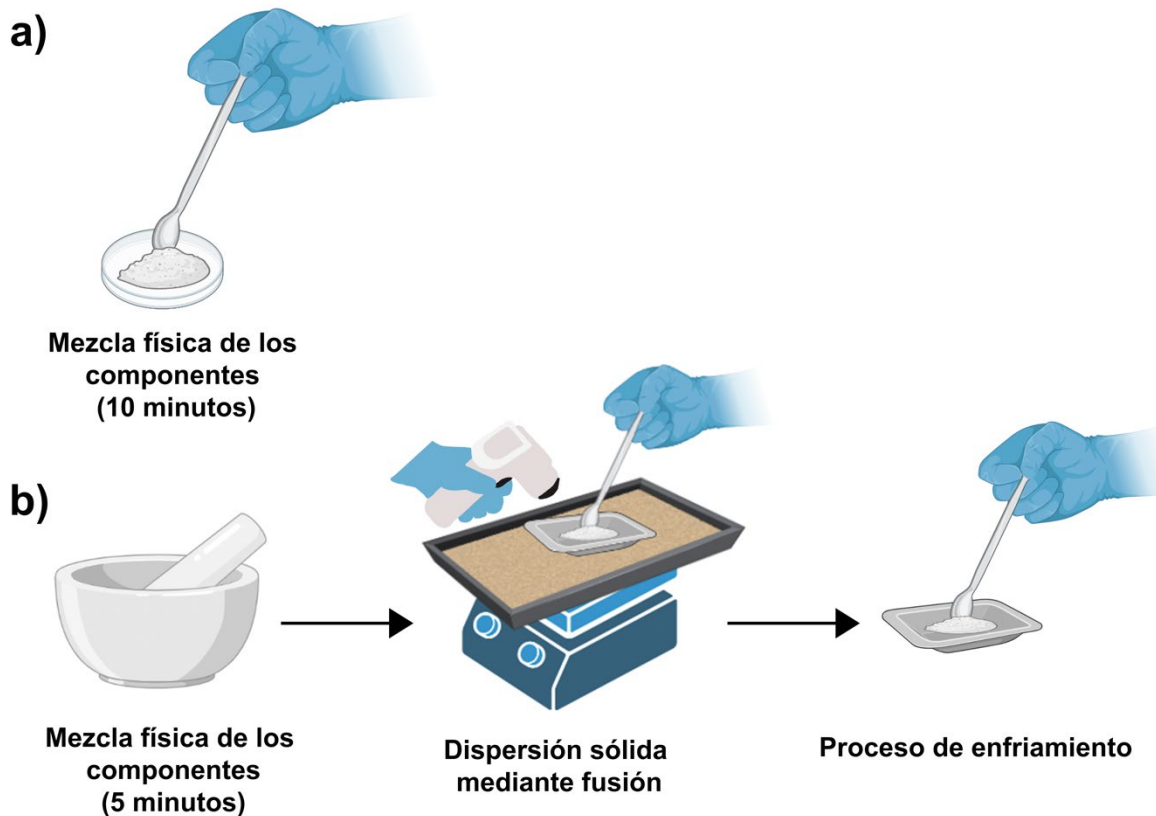 a)
Mezcla física de los
componentes
(10 minutos)
b)
Mezcla física de los
componentes
(5 minutos)
Dispersión sólida
mediante fusión
Proceso de enfriamiento